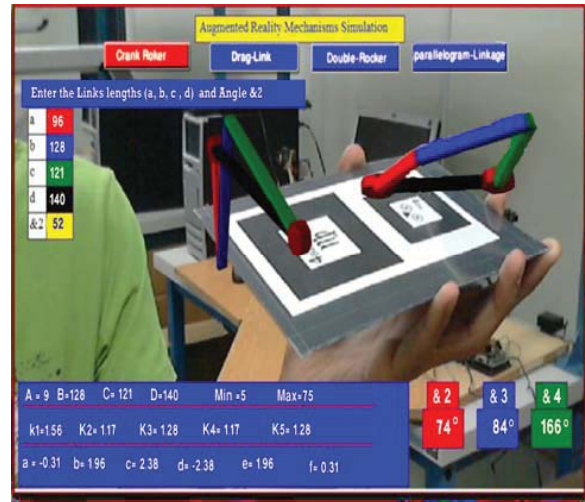 Augmented Reality Mechanisms Simulation
Crank Roker Drag-Link Double-Rocker parallelogram-Linkage
Enter the Links lengths (a, b, c , d) and Angle &2
a 96
b 128
c 121
d 140
&2 52
A = 9 B=128 C= 121 D=140 Min =5 Max=75
k1=1.56 K2= 1.17 K3= 1.28 K4= 1.17 K5= 1.28
a = -0.31 b= 1.96 c= 2.38 d= -2.38 e= 1.96 f= 0.31
& 2 & 3 & 4
74° 84° 166°